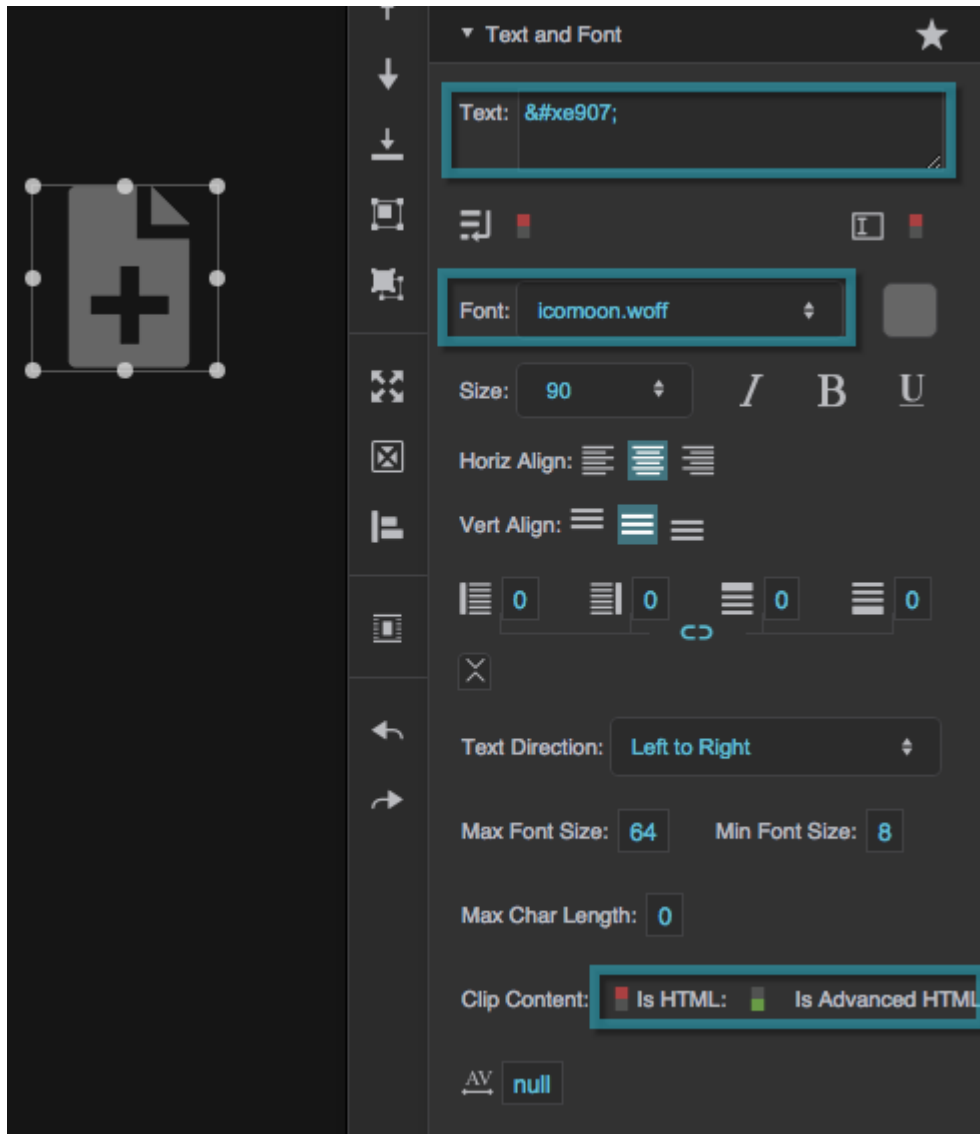 Text and Font
Text: &#xe907;
Font: icomoon.woff
Size: 90 I B U
Horiz Align:
Vert Align:
0 0 0 0
Text Direction: Left to Right
Max Font Size: 64 Min Font Size: 8
Max Char Length: 0
Clip Content: Is HTML: Is Advanced HTML
AV null